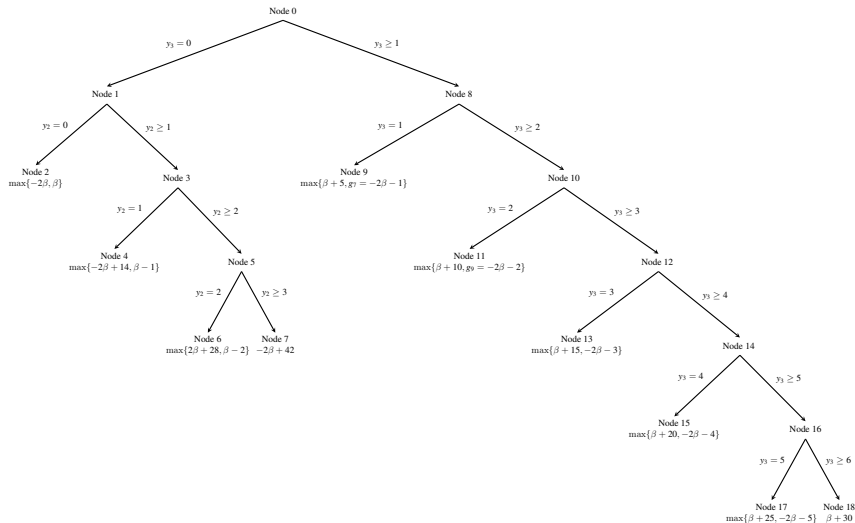 Node 0
y₃ = 0
y₃ ≥ 1
Node 1
Node 8
y₂ = 0
y₂ ≥ 1
y₃ = 1
y₃ ≥ 2
Node 2
max{−2β, β}
Node 3
Node 9
max{β + 5, g₇ = −2β − 1}
Node 10
y₂ = 1
y₂ ≥ 2
y₃ = 2
y₃ ≥ 3
Node 4
max{−2β + 14, β − 1}
Node 5
Node 11
max{β + 10, g₉ = −2β − 2}
Node 12
y₂ = 2
y₂ ≥ 3
y₃ = 3
y₃ ≥ 4
Node 6
max{2β + 28, β − 2}
Node 7
−2β + 42
Node 13
max{β + 15, −2β − 3}
Node 14
y₃ = 4
y₃ ≥ 5
Node 15
max{β + 20, −2β − 4}
Node 16
y₃ = 5
y₃ ≥ 6
Node 17
max{β + 25, −2β − 5}
Node 18
β + 30